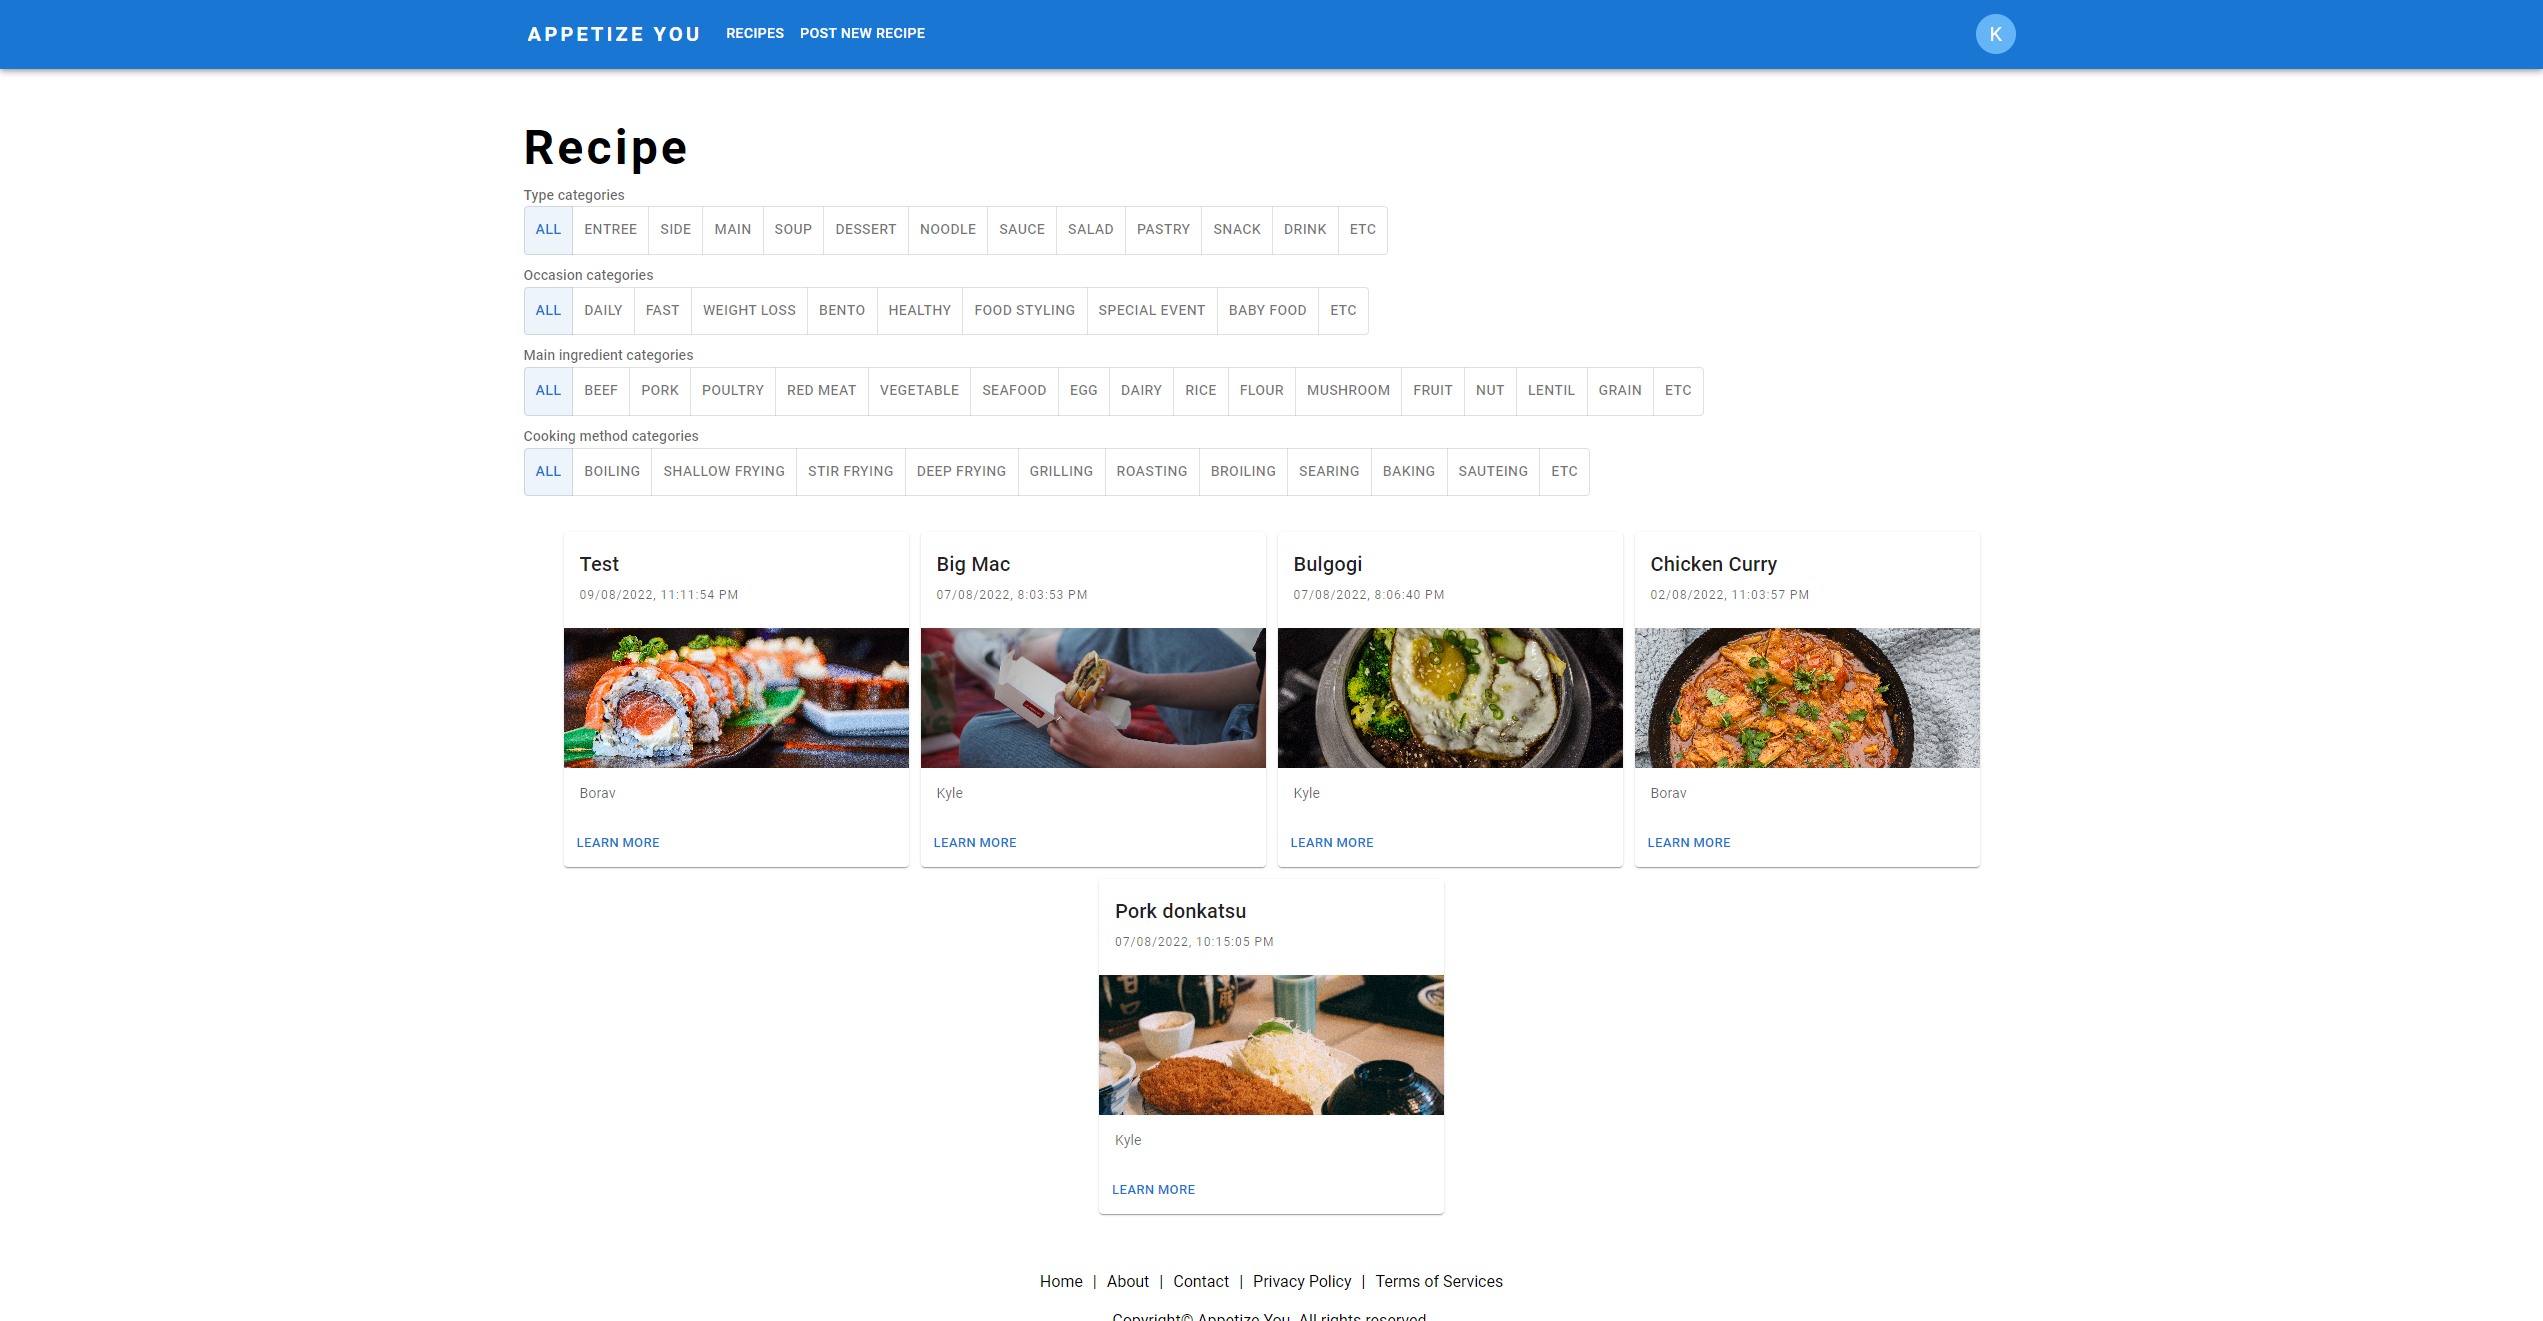 APPETIZE YOU RECIPES POST NEW RECIPE K
Recipe
Type categories
ALL ENTREE SIDE MAIN SOUP DESSERT NOODLE SAUCE SALAD PASTRY SNACK DRINK ETC
Occasion categories
ALL DAILY FAST WEIGHT LOSS BENTO HEALTHY FOOD STYLING SPECIAL EVENT BABY FOOD ETC
Main ingredient categories
ALL BEEF PORK POULTRY RED MEAT VEGETABLE SEAFOOD EGG DAIRY RICE FLOUR MUSHROOM FRUIT NUT LENTIL GRAIN ETC
Cooking method categories
ALL BOILING SHALLOW FRYING STIR FRYING DEEP FRYING GRILLING ROASTING BROILING SEARING BAKING SAUTEING ETC
Test
09/08/2022, 11:11:54 PM
Borav
LEARN MORE
Big Mac
07/08/2022, 8:03:53 PM
Kyle
LEARN MORE
Bulgogi
07/08/2022, 8:06:40 PM
Kyle
LEARN MORE
Chicken Curry
02/08/2022, 11:03:57 PM
Borav
LEARN MORE
Pork donkatsu
07/08/2022, 10:15:05 PM
Kyle
LEARN MORE
Home | About | Contact | Privacy Policy | Terms of Services
Copyright© Appetize You. All rights reserved.